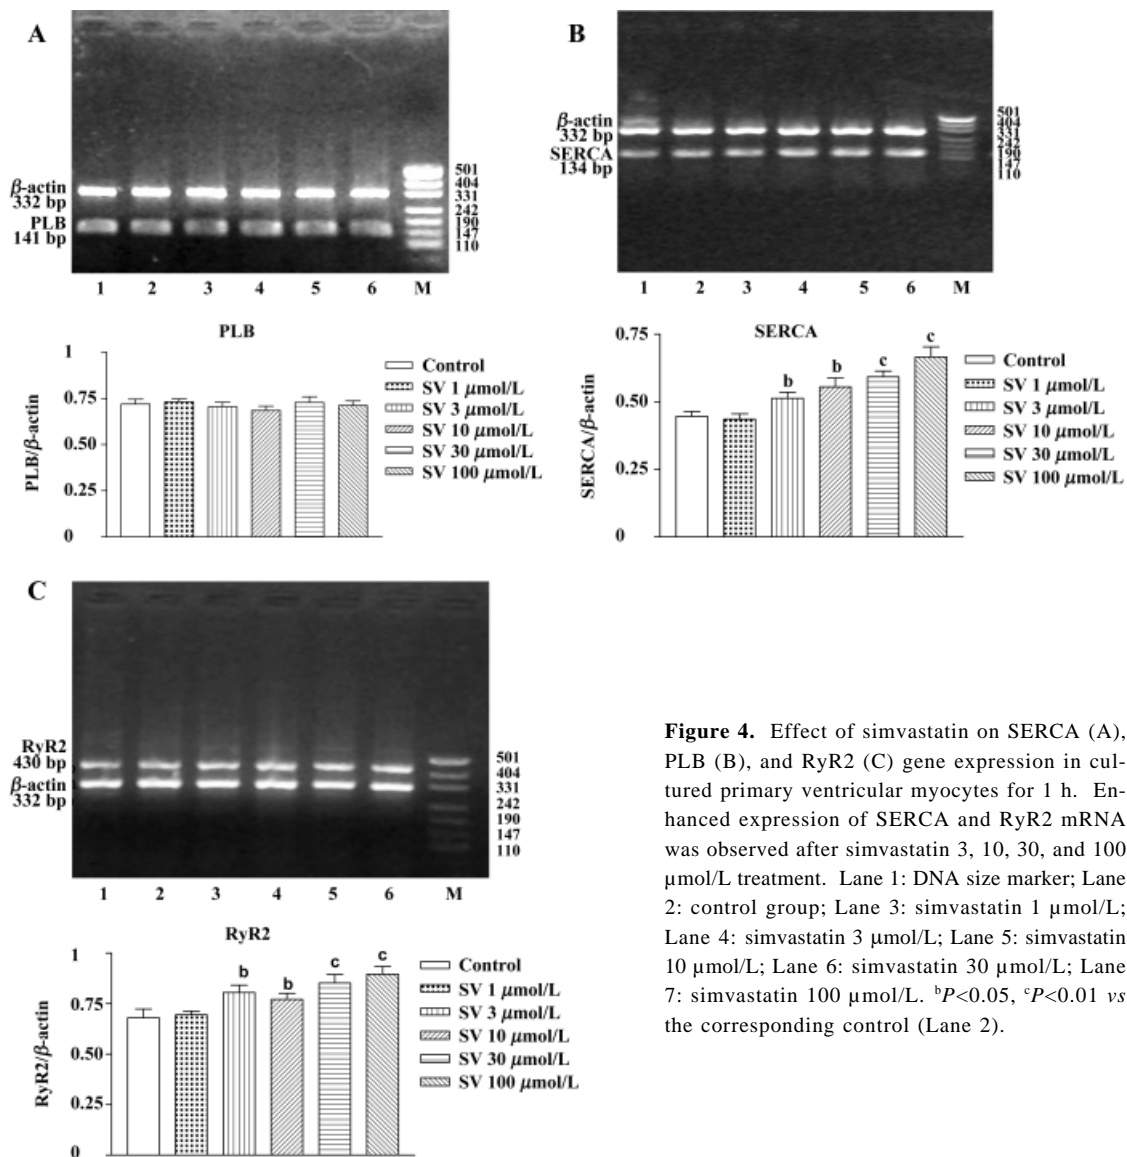 A
β-actin
332 bp
PLB
141 bp
501
404
331
242
190
147
110
1 2 3 4 5 6 M
PLB
PLB/β-actin
1
0.75
0.50
0.25
0
Control
SV 1 μmol/L
SV 3 μmol/L
SV 10 μmol/L
SV 30 μmol/L
SV 100 μmol/L
B
β-actin
332 bp
SERCA
134 bp
501
404
331
242
190
147
110
1 2 3 4 5 6 M
SERCA
SERCA/β-actin
0.75
0.50
0.25
0
b b c c
Control
SV 1 μmol/L
SV 3 μmol/L
SV 10 μmol/L
SV 30 μmol/L
SV 100 μmol/L
C
RyR2
430 bp
β-actin
332 bp
501
404
331
242
190
147
110
1 2 3 4 5 6 M
RyR2
RyR2/β-actin
1
0.75
0.50
0.25
0
b b c c
Control
SV 1 μmol/L
SV 3 μmol/L
SV 10 μmol/L
SV 30 μmol/L
SV 100 μmol/L
Figure 4. Effect of simvastatin on SERCA (A),
PLB (B), and RyR2 (C) gene expression in cul-
tured primary ventricular myocytes for 1 h. En-
hanced expression of SERCA and RyR2 mRNA
was observed after simvastatin 3, 10, 30, and 100
μmol/L treatment. Lane 1: DNA size marker; Lane
2: control group; Lane 3: simvastatin 1 μmol/L;
Lane 4: simvastatin 3 μmol/L; Lane 5: simvastatin
10 μmol/L; Lane 6: simvastatin 30 μmol/L; Lane
7: simvastatin 100 μmol/L. ᵇP<0.05, ᶜP<0.01 vs
the corresponding control (Lane 2).